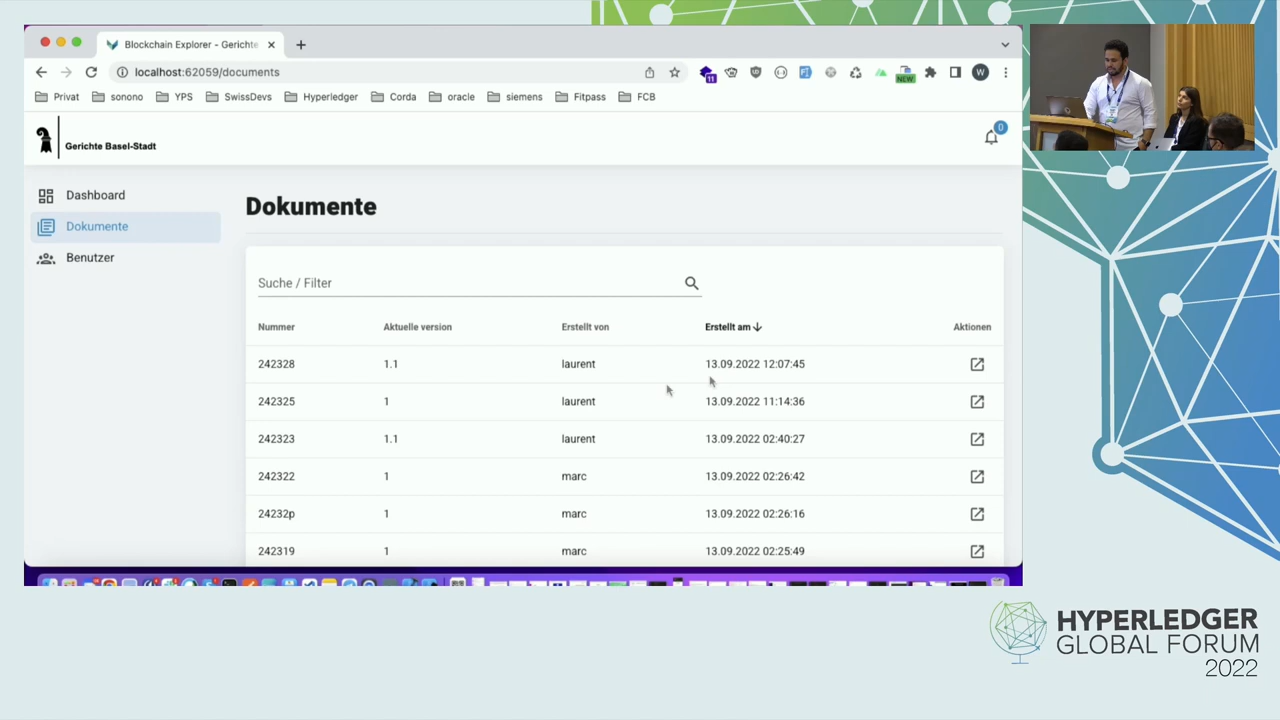 Blockchain Explorer - Gerichte
localhost:62059/documents
11
NEW
W
Privat sonono YPS SwissDevs Hyperledger Corda oracle siemens Fitpass FCB
Gerichte Basel-Stadt
0
Dashboard
Dokumente
Benutzer
Dokumente
Suche / Filter
Nummer Aktuelle version Erstellt von Erstellt am Aktionen
242328 1.1 laurent 13.09.2022 12:07:45
242325 1 laurent 13.09.2022 11:14:36
242323 1.1 laurent 13.09.2022 02:40:27
242322 1 marc 13.09.2022 02:26:42
24232p 1 marc 13.09.2022 02:26:16
242319 1 marc 13.09.2022 02:25:49
HYPERLEDGER
GLOBAL FORUM
2022